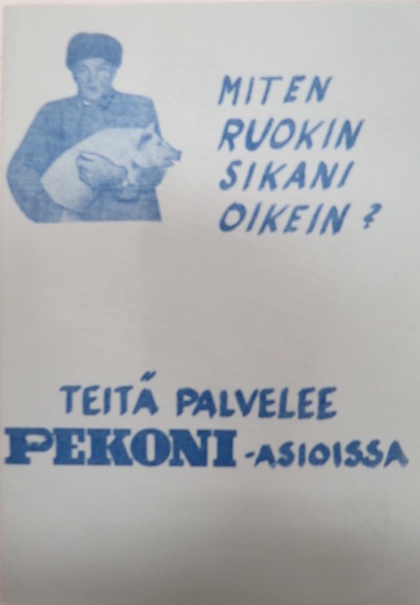 MITEN
RUOKIN
SIKANI
OIKEIN?
TEITÄ PALVELEE
PEKONI-ASIOISSA